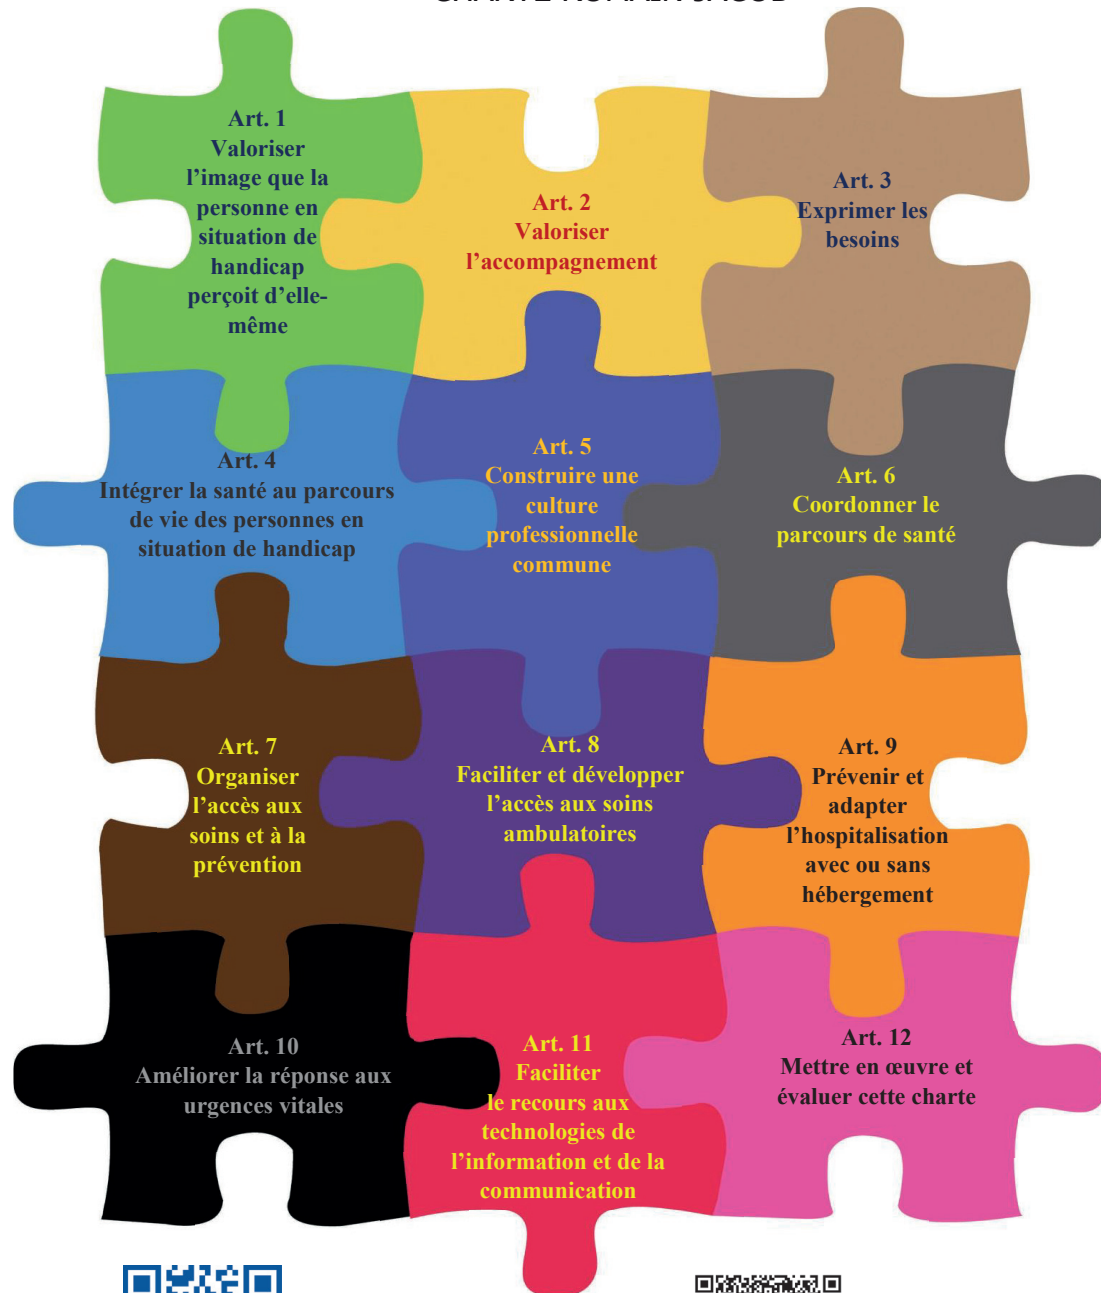 CHARTE ROMAIN JACOB
Art. 1
Valoriser
l’image que la
personne en
situation de
handicap
perçoit d’elle-
même
Art. 2
Valoriser
l’accompagnement
Art. 3
Exprimer les
besoins
Art. 4
Intégrer la santé au parcours
de vie des personnes en
situation de handicap
Art. 5
Construire une
culture
professionnelle
commune
Art. 6
Coordonner le
parcours de santé
Art. 7
Organiser
l’accès aux
soins et à la
prévention
Art. 8
Faciliter et développer
l’accès aux soins
ambulatoires
Art. 9
Prévenir et
adapter
l’hospitalisation
avec ou sans
hébergement
Art. 10
Améliorer la réponse aux
urgences vitales
Art. 11
Faciliter
le recours aux
technologies de
l’information et de la
communication
Art. 12
Mettre en œuvre et
évaluer cette charte